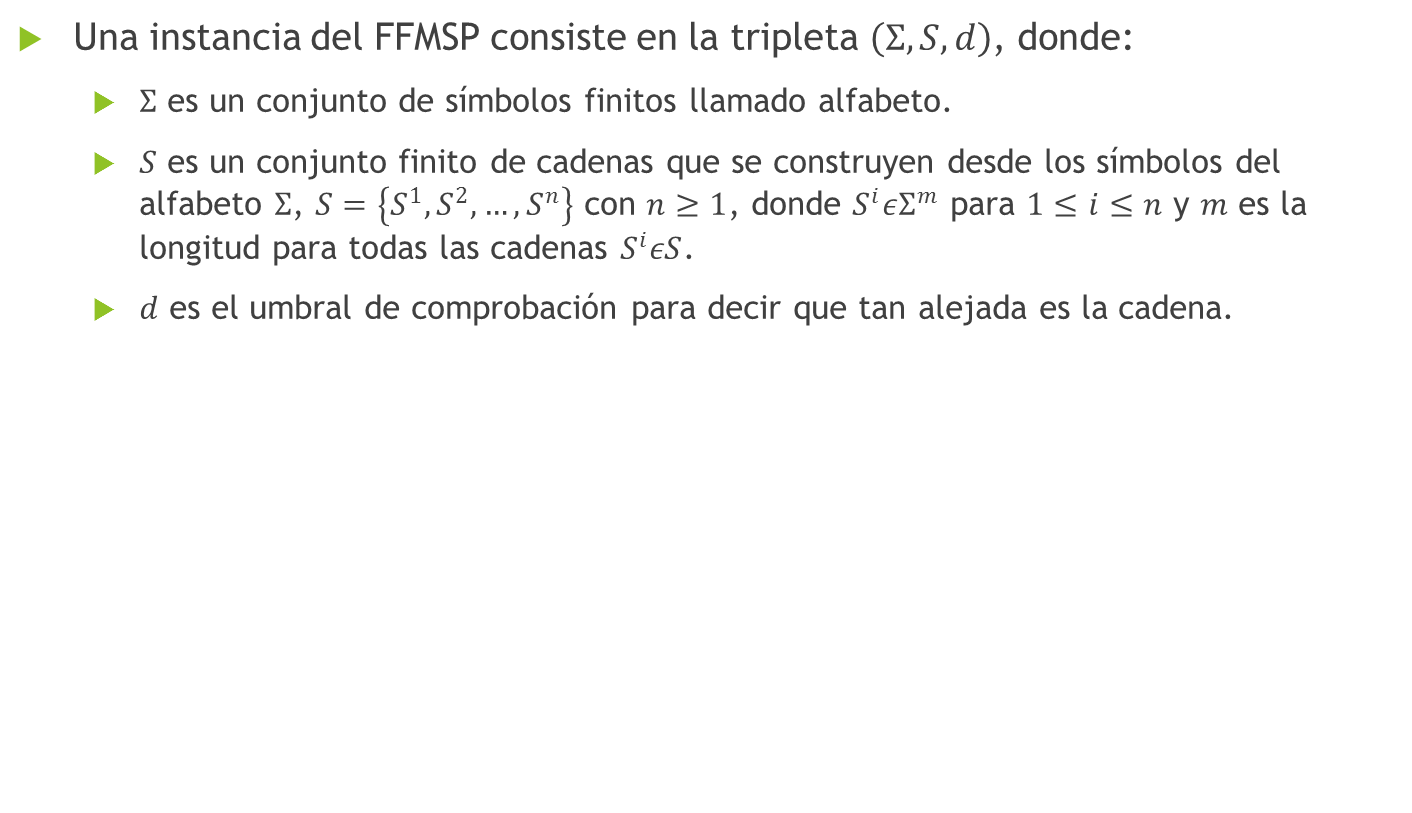 Una instancia del FFMSP consiste en la tripleta (Σ, S, d), donde:
Σ es un conjunto de símbolos finitos llamado alfabeto.
S es un conjunto finito de cadenas que se construyen desde los símbolos del
alfabeto Σ, S = {S¹, S², … , Sⁿ} con n ≥ 1, donde SⁱϵΣᵐ para 1 ≤ i ≤ n y m es la
longitud para todas las cadenas SⁱϵS.
d es el umbral de comprobación para decir que tan alejada es la cadena.